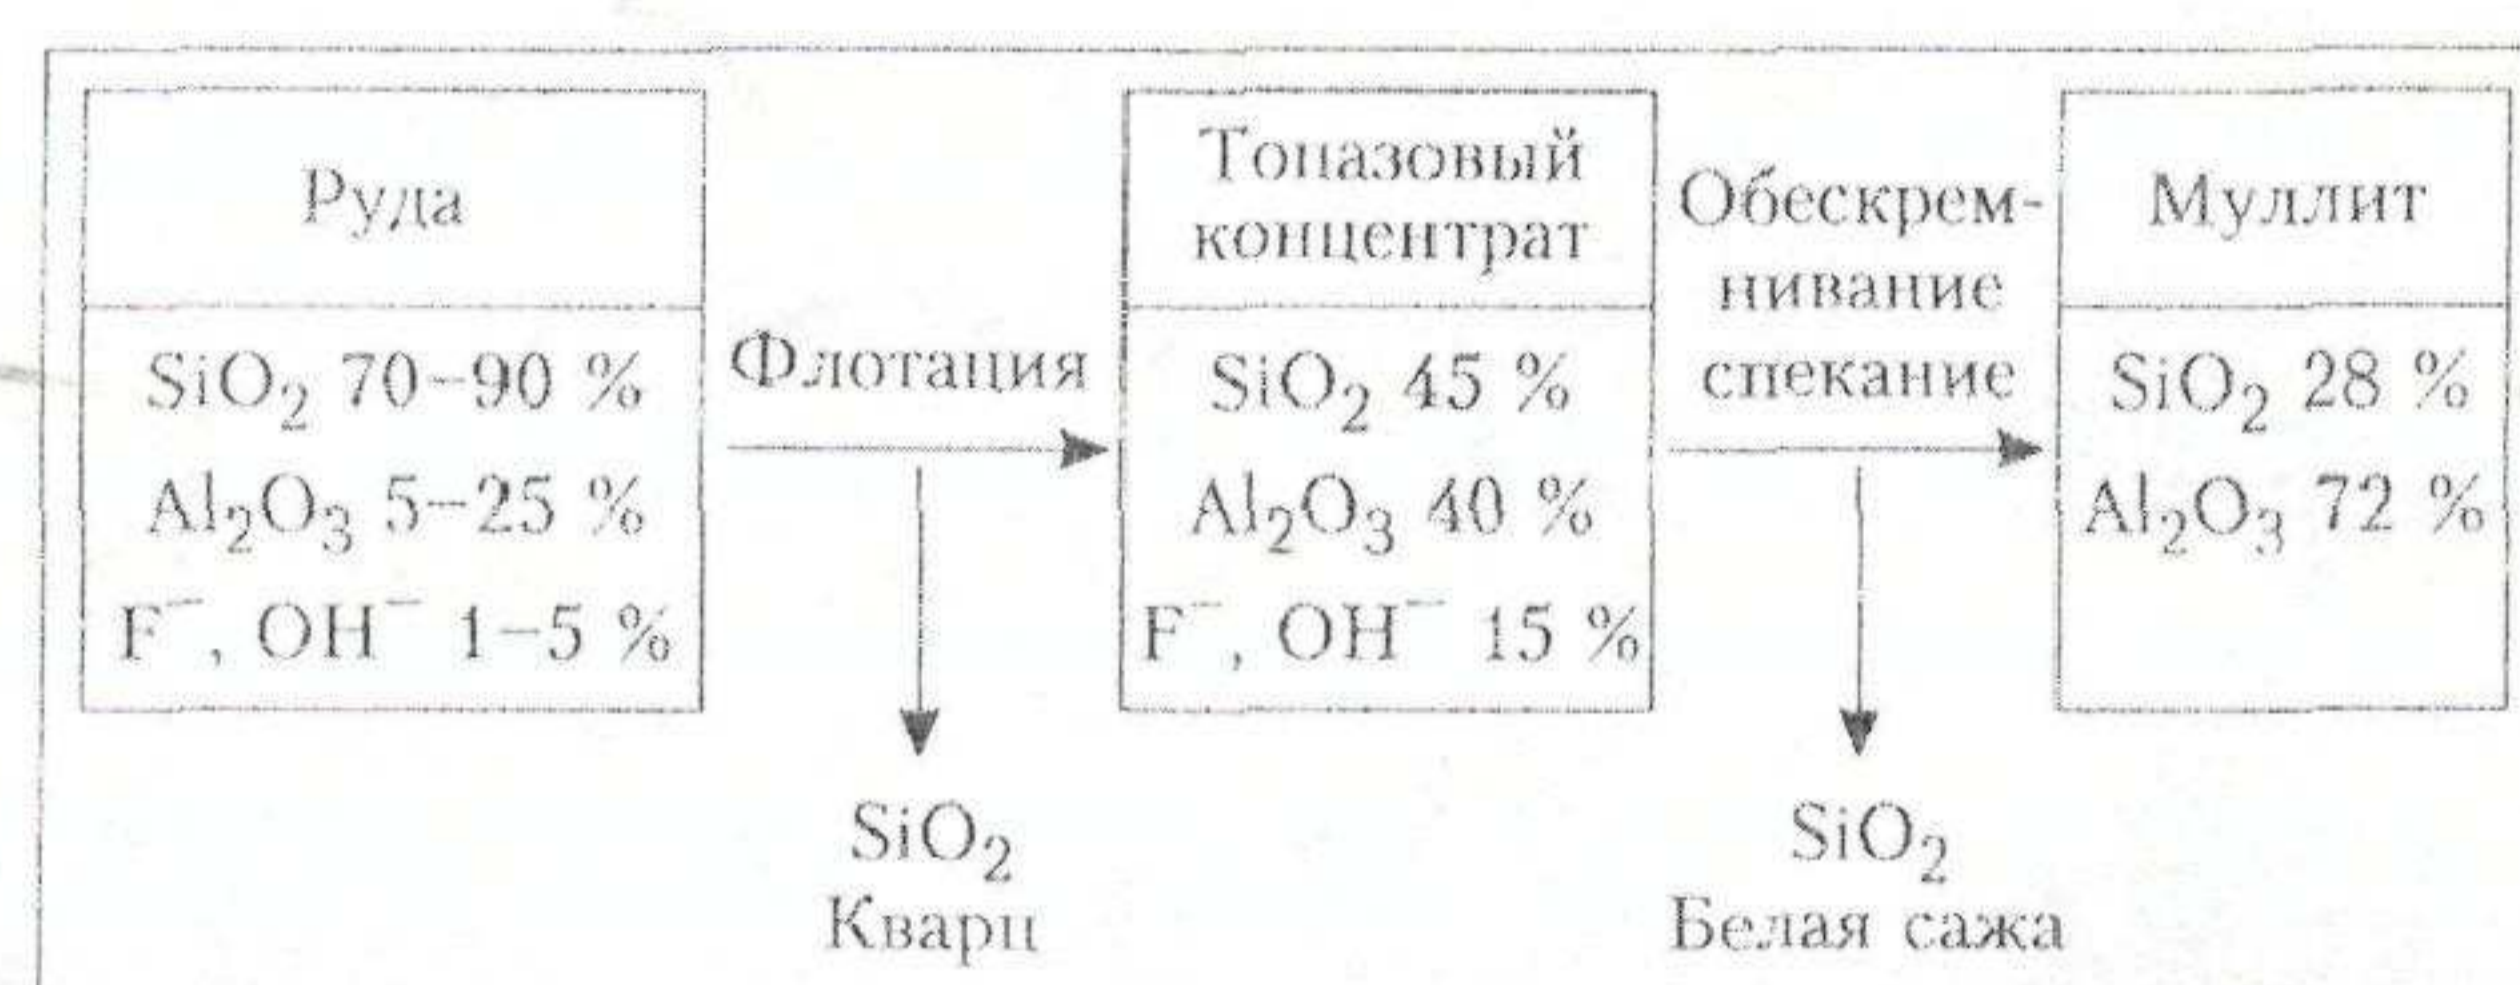 Руда
SiO₂ 70–90 %
Al₂O₃ 5–25 %
F⁻, OH⁻ 1–5 %
Флотация
SiO₂
Кварц
Топазовый
концентрат
SiO₂ 45 %
Al₂O₃ 40 %
F⁻, OH⁻ 15 %
Обескрем-
нивание
спекание
SiO₂
Белая сажа
Муллит
SiO₂ 28 %
Al₂O₃ 72 %